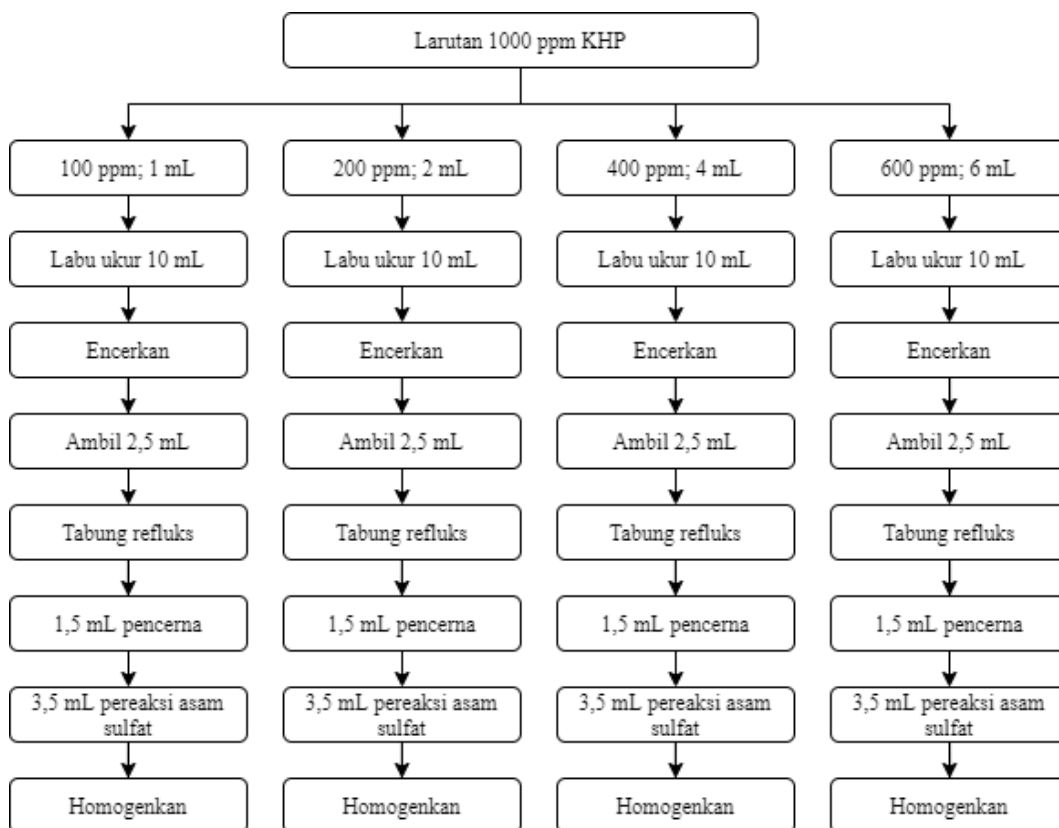 Larutan 1000 ppm KHP
100 ppm; 1 mL
200 ppm; 2 mL
400 ppm; 4 mL
600 ppm; 6 mL
Labu ukur 10 mL
Labu ukur 10 mL
Labu ukur 10 mL
Labu ukur 10 mL
Encerkan
Encerkan
Encerkan
Encerkan
Ambil 2,5 mL
Ambil 2,5 mL
Ambil 2,5 mL
Ambil 2,5 mL
Tabung refluks
Tabung refluks
Tabung refluks
Tabung refluks
1,5 mL pencerna
1,5 mL pencerna
1,5 mL pencerna
1,5 mL pencerna
3,5 mL pereaksi asam
sulfat
3,5 mL pereaksi asam
sulfat
3,5 mL pereaksi asam
sulfat
3,5 mL pereaksi asam
sulfat
Homogenkan
Homogenkan
Homogenkan
Homogenkan